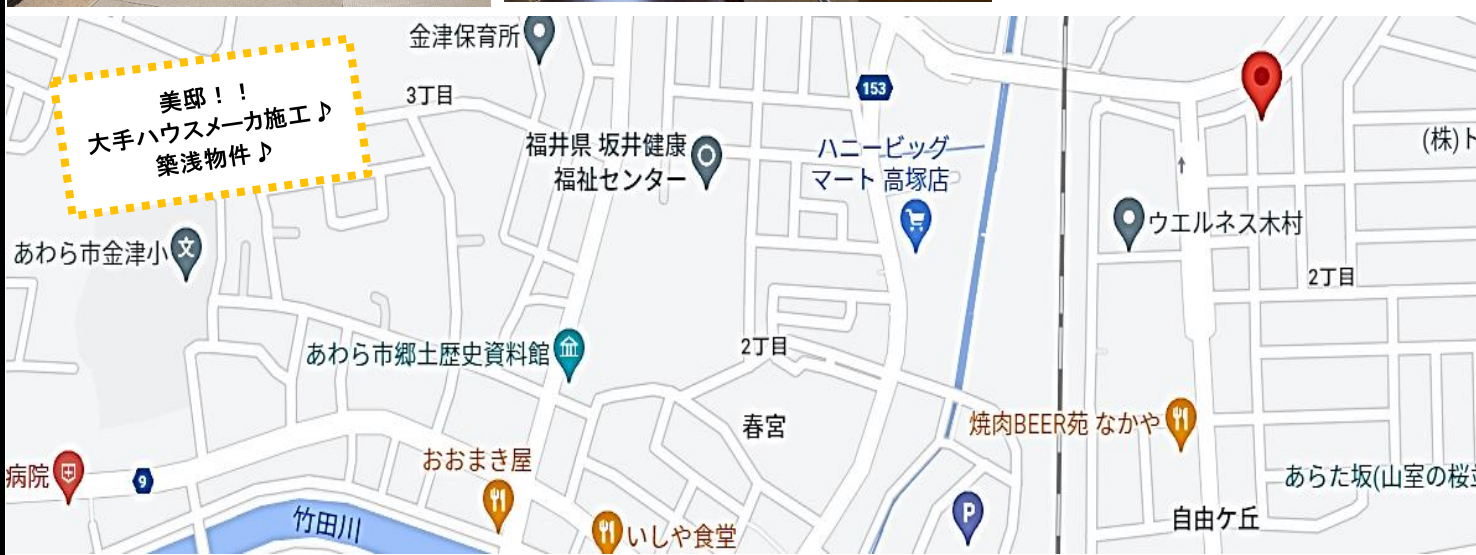 金津保育所
美邸！！
大手ハウスメーカ施工♪
築浅物件♪
3丁目
153
福井県 坂井健康
福祉センター
ハニービッグ
マート 高塚店
(株)ト
あわら市金津小
文
ウエルネス木村
2丁目
あわら市郷土歴史資料館
2丁目
春宮
焼肉BEER苑 なかや
病院
9
おおまき屋
あらた坂(山室の桜並
竹田川
いしや食堂
P
自由ケ丘